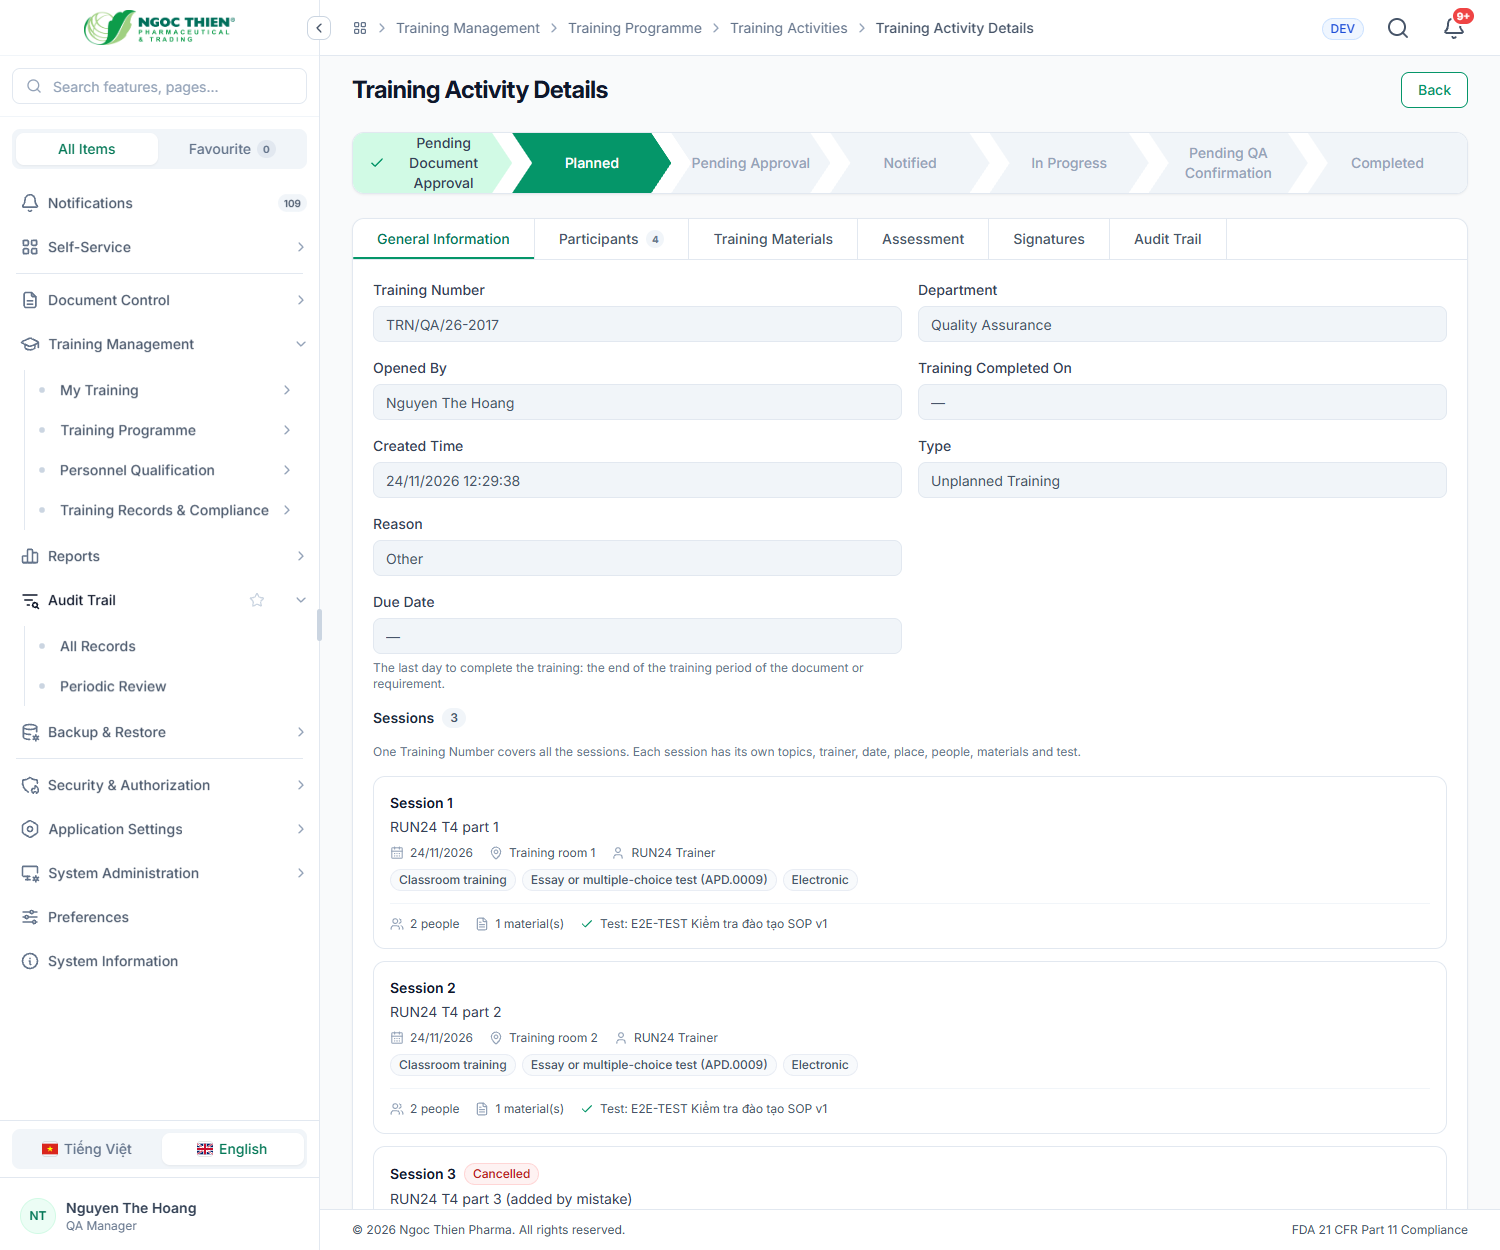 NGOC THIEN®
PHARMACEUTICAL
& TRADING
Training Management
Training Programme
Training Activities
Training Activity Details
DEV
9+
Search features, pages...
All Items
Favourite 0
Notifications 109
Self-Service
Document Control
Training Management
My Training
Training Programme
Personnel Qualification
Training Records & Compliance
Reports
Audit Trail
All Records
Periodic Review
Backup & Restore
Security & Authorization
Application Settings
System Administration
Preferences
System Information
Tiếng Việt
English
NT
Nguyen The Hoang
QA Manager
Training Activity Details
Back
Pending
Document
Approval
Planned
Pending Approval
Notified
In Progress
Pending QA
Confirmation
Completed
General Information
Participants 4
Training Materials
Assessment
Signatures
Audit Trail
Training Number
TRN/QA/26-2017
Department
Quality Assurance
Opened By
Nguyen The Hoang
Training Completed On
—
Created Time
24/11/2026 12:29:38
Type
Unplanned Training
Reason
Other
Due Date
—
The last day to complete the training: the end of the training period of the document or
requirement.
Sessions 3
One Training Number covers all the sessions. Each session has its own topics, trainer, date, place, people, materials and test.
Session 1
RUN24 T4 part 1
24/11/2026 Training room 1 RUN24 Trainer
Classroom training Essay or multiple-choice test (APD.0009) Electronic
2 people 1 material(s) Test: E2E-TEST Kiểm tra đào tạo SOP v1
Session 2
RUN24 T4 part 2
24/11/2026 Training room 2 RUN24 Trainer
Classroom training Essay or multiple-choice test (APD.0009) Electronic
2 people 1 material(s) Test: E2E-TEST Kiểm tra đào tạo SOP v1
Session 3 Cancelled
RUN24 T4 part 3 (added by mistake)
© 2026 Ngoc Thien Pharma. All rights reserved.
FDA 21 CFR Part 11 Compliance